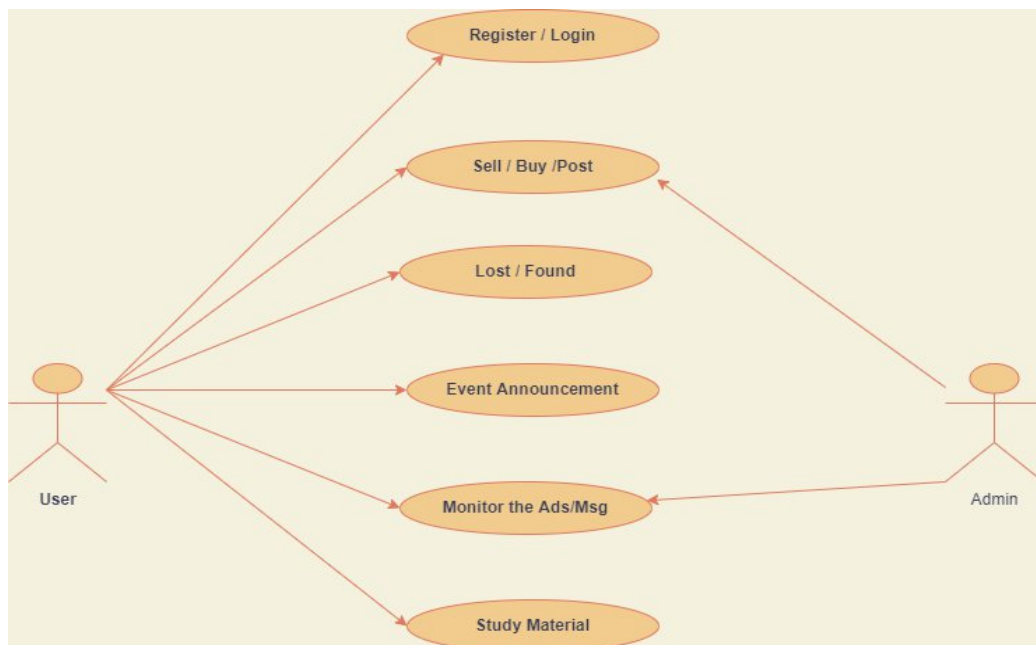 Register / Login
Sell / Buy /Post
Lost / Found
Event Announcement
User
Monitor the Ads/Msg
Admin
Study Material